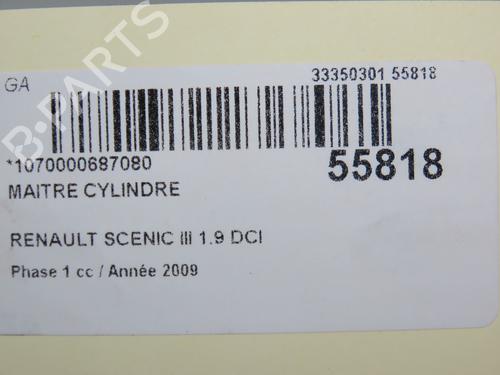 GA
33350301 55818
*1070000687080
55818
MAITRE CYLINDRE
RENAULT SCENIC III 1.9 DCI
Phase 1 cc / Année 2009
B-PARTS